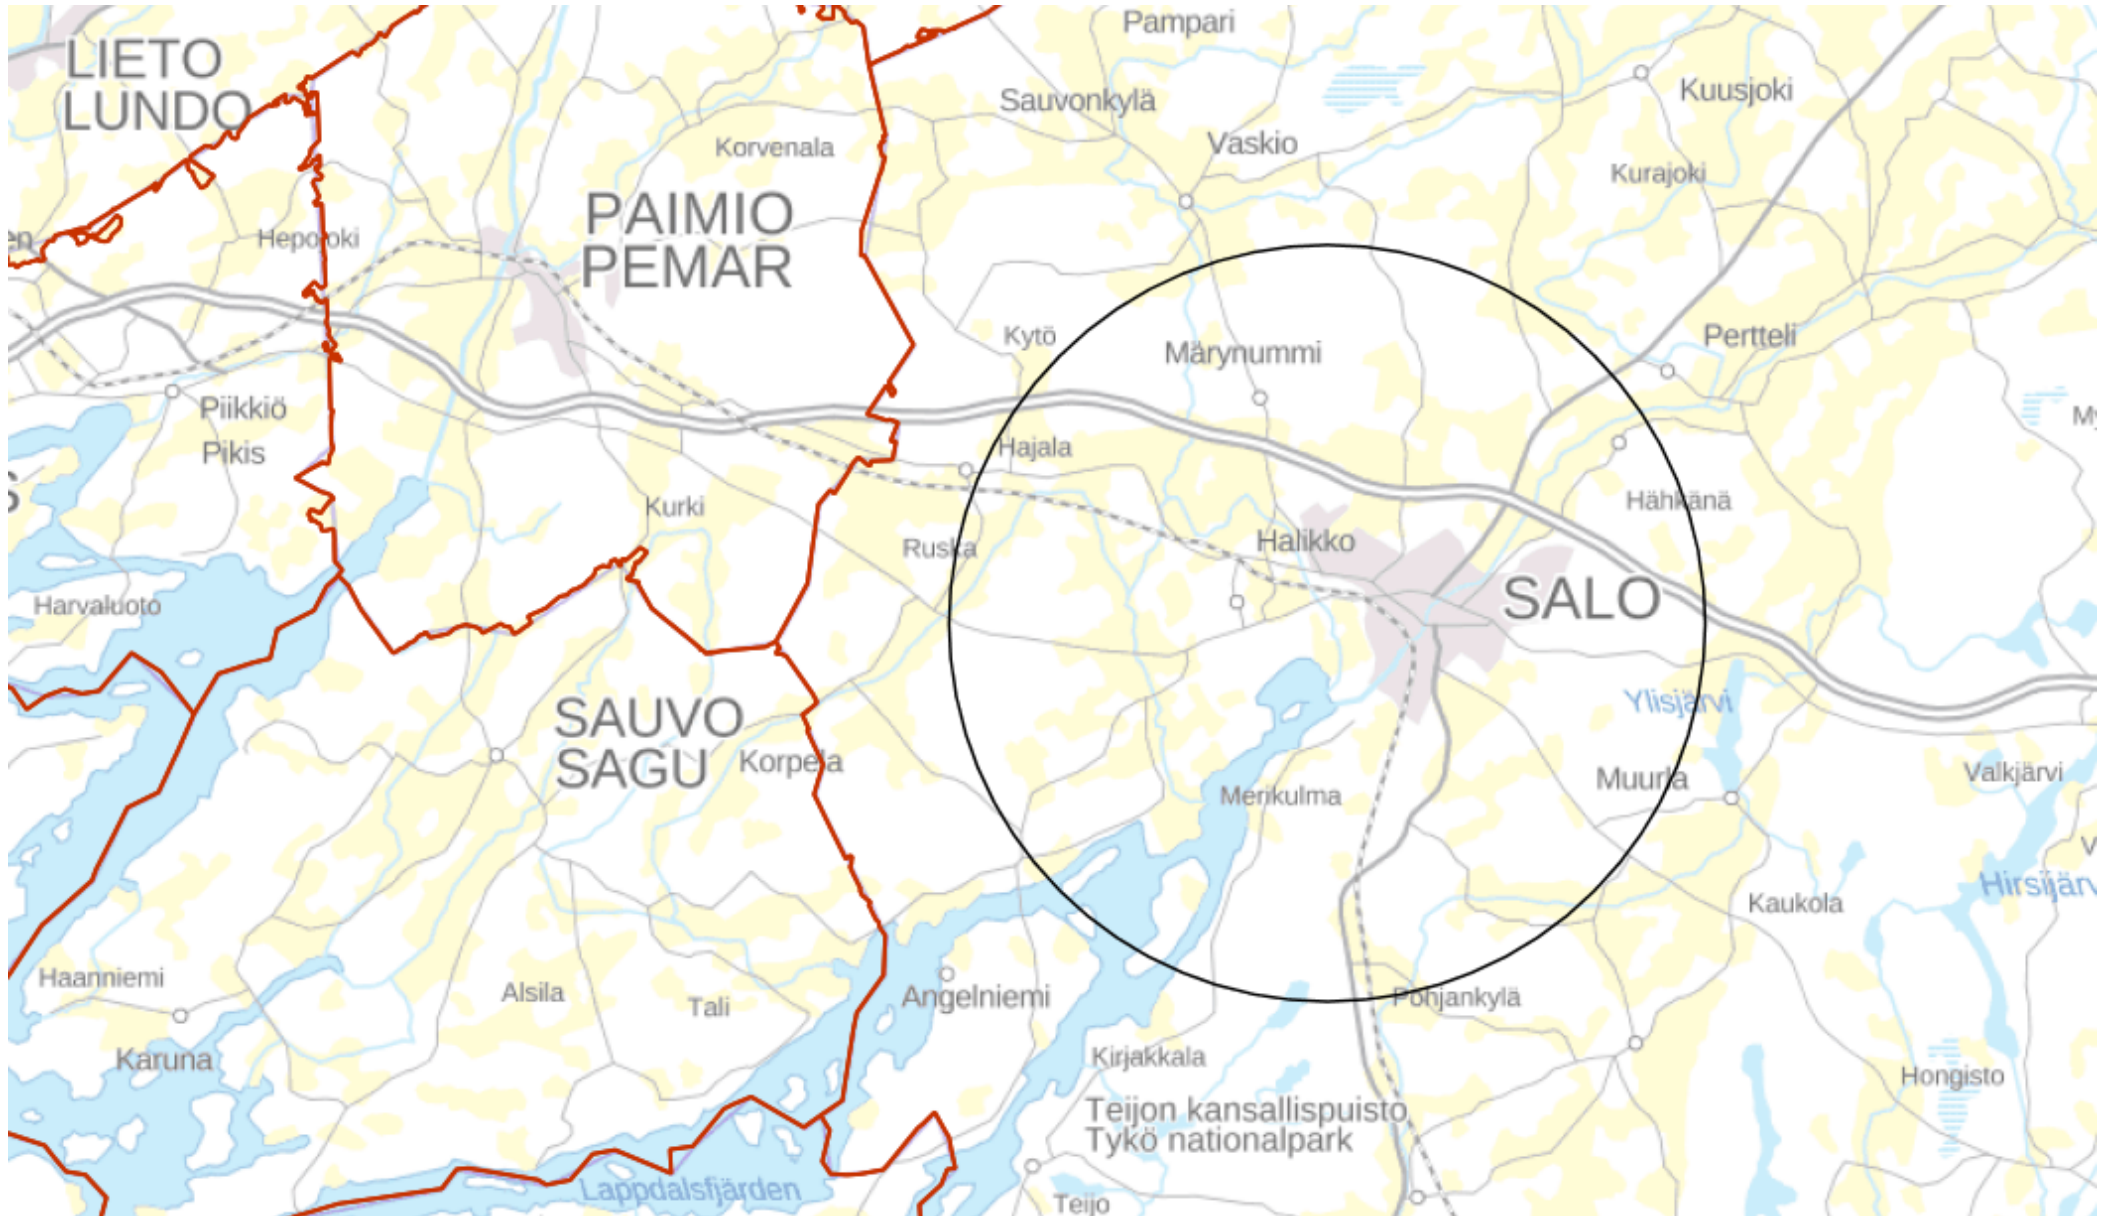 Pampari
LIETO
LUNDO
Kuusjoki
Sauvonkylä
Vaskio
Korvenala
Kurajoki
PAIMIO
PEMAR
Kytö
Pertteli
Märynummi
Piikkiö
Pikis
Hajala
Hähkänä
Kurki
Halikko
Ruska
SALO
Harvaluoto
Ylisjärvi
SAUVO
SAGU
Korpela
Valkjärvi
Muurla
Merikulma
Kaukola
Haanniemi
Alsila
Tali
Angelniemi
Pohjankylä
Karuna
Kirjakkala
Hongisto
Teijon kansallispuisto
Tykö nationalpark
Lappdalsfjärden
Teijo